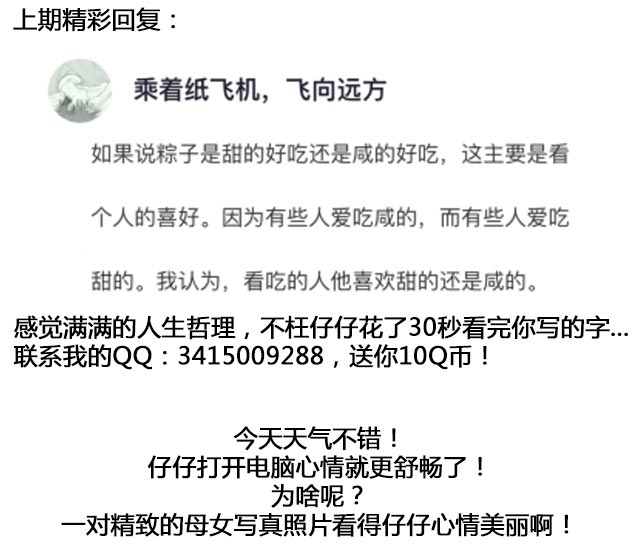 上期精彩回复：
乘着纸飞机，飞向远方
如果说粽子是甜的好吃还是咸的好吃，这主要是看
个人的喜好。因为有些人爱吃咸的，而有些人爱吃
甜的。我认为，看吃的人他喜欢甜的还是咸的。
感觉满满的人生哲理，不枉仔仔花了30秒看完你写的字...
联系我的QQ：3415009288，送你10Q币！
今天天气不错！
仔仔打开电脑心情就更舒畅了！
为啥呢？
一对精致的母女写真照片看得仔仔心情美丽啊！